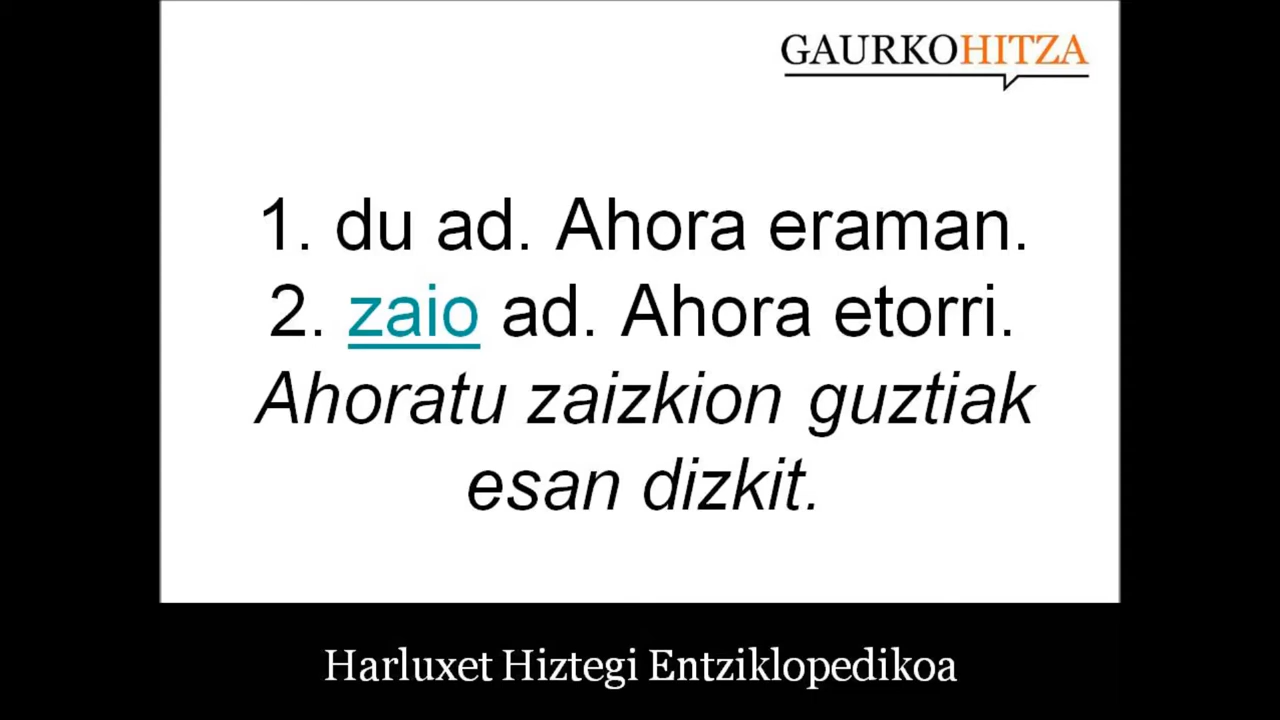 GAURKOHITZA
1. du ad. Ahora eraman.
2. zaio ad. Ahora etorri.
Ahoratu zaizkion guztiak
esan dizkit.
Harluxet Hiztegi Entziklopedikoa